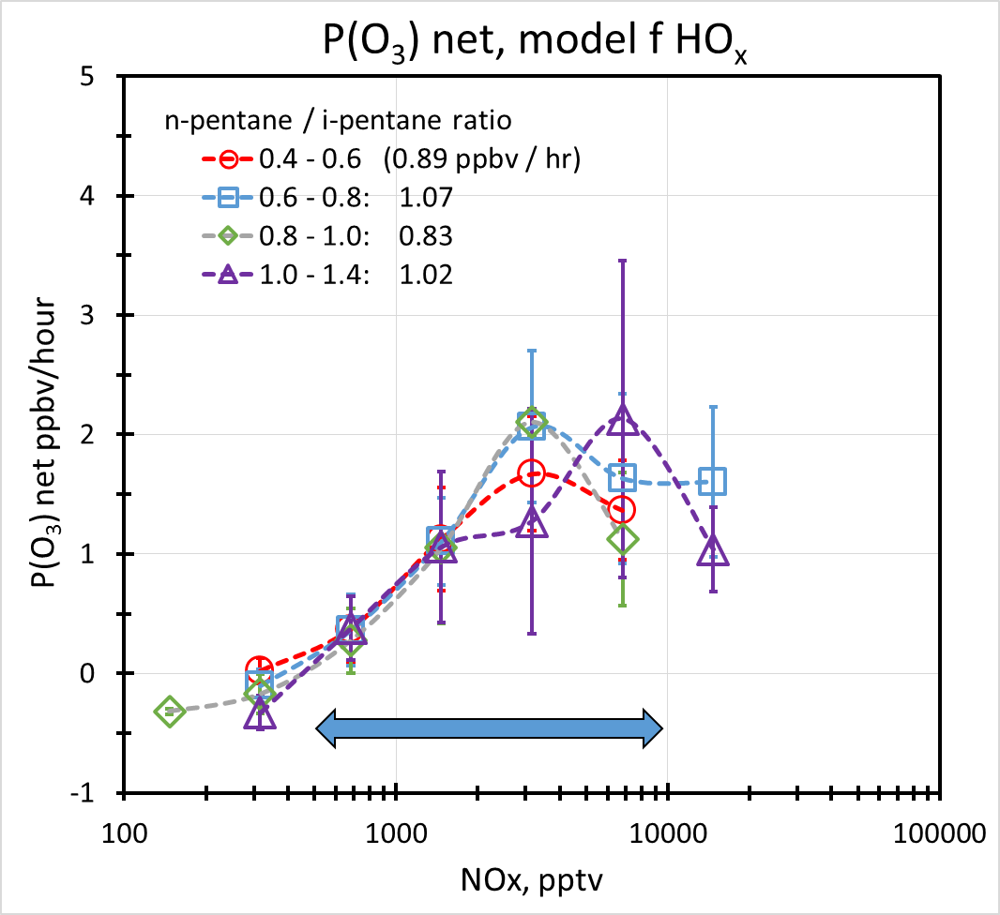 P(O₃) net, model f HOₓ
n-pentane / i-pentane ratio
0.4 - 0.6 (0.89 ppbv / hr)
0.6 - 0.8: 1.07
0.8 - 1.0: 0.83
1.0 - 1.4: 1.02
P(O₃) net ppbv/hour
5
4
3
2
1
0
-1
100 1000 10000 100000
NOx, pptv